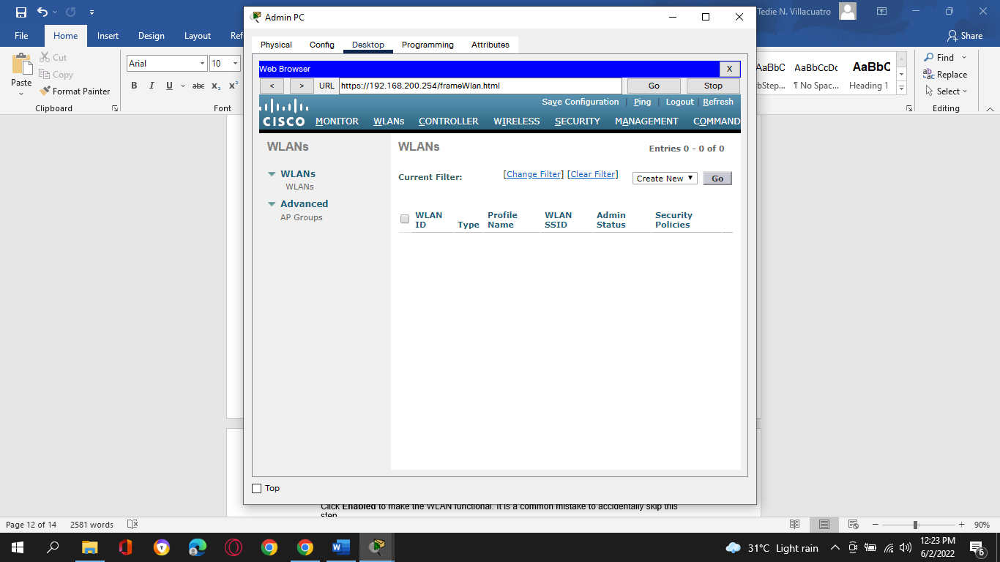 Tedie N. Villacuatro
File Home Insert Design Layout Ref Share
Paste
Cut
Copy
Format Painter
Clipboard
Arial 10
B I U abc x₂ x²
Font
AaBbC AaBbCcDc AaBbC
bStep... ¶ No Spac... Heading 1
Find
Replace
Select
Editing
Admin PC
Physical Config Desktop Programming Attributes
Web Browser X
< > URL https://192.168.200.254/frameWlan.html Go Stop
Save Configuration | Ping | Logout | Refresh
CISCO MONITOR WLANs CONTROLLER WIRELESS SECURITY MANAGEMENT COMMAND
WLANs
WLANs
WLANs
Advanced
AP Groups
WLANs Entries 0 - 0 of 0
Current Filter: [Change Filter] [Clear Filter] Create New Go
WLAN ID Type Profile Name WLAN SSID Admin Status Security Policies
Top
Click Enabled to make the WLAN functional. It is a common mistake to accidentally skip this
step
Page 12 of 14 2581 words 90%
31°C Light rain
12:23 PM
6/2/2022
6